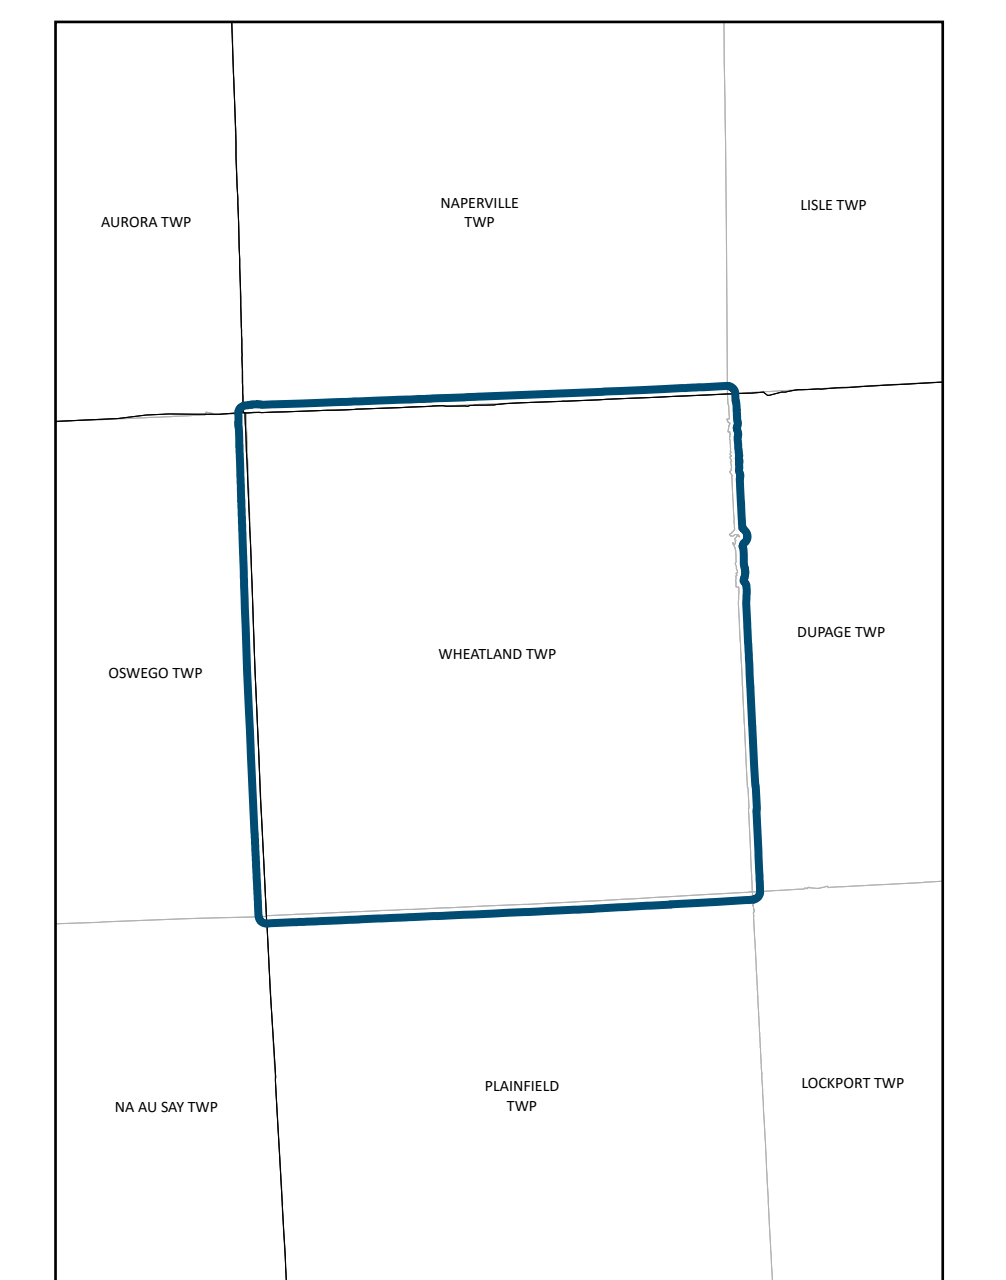 NAPERVILLE
TWP
LISLE TWP
AURORA TWP
DUPAGE TWP
WHEATLAND TWP
OSWEGO TWP
PLAINFIELD
TWP
LOCKPORT TWP
NA AU SAY TWP